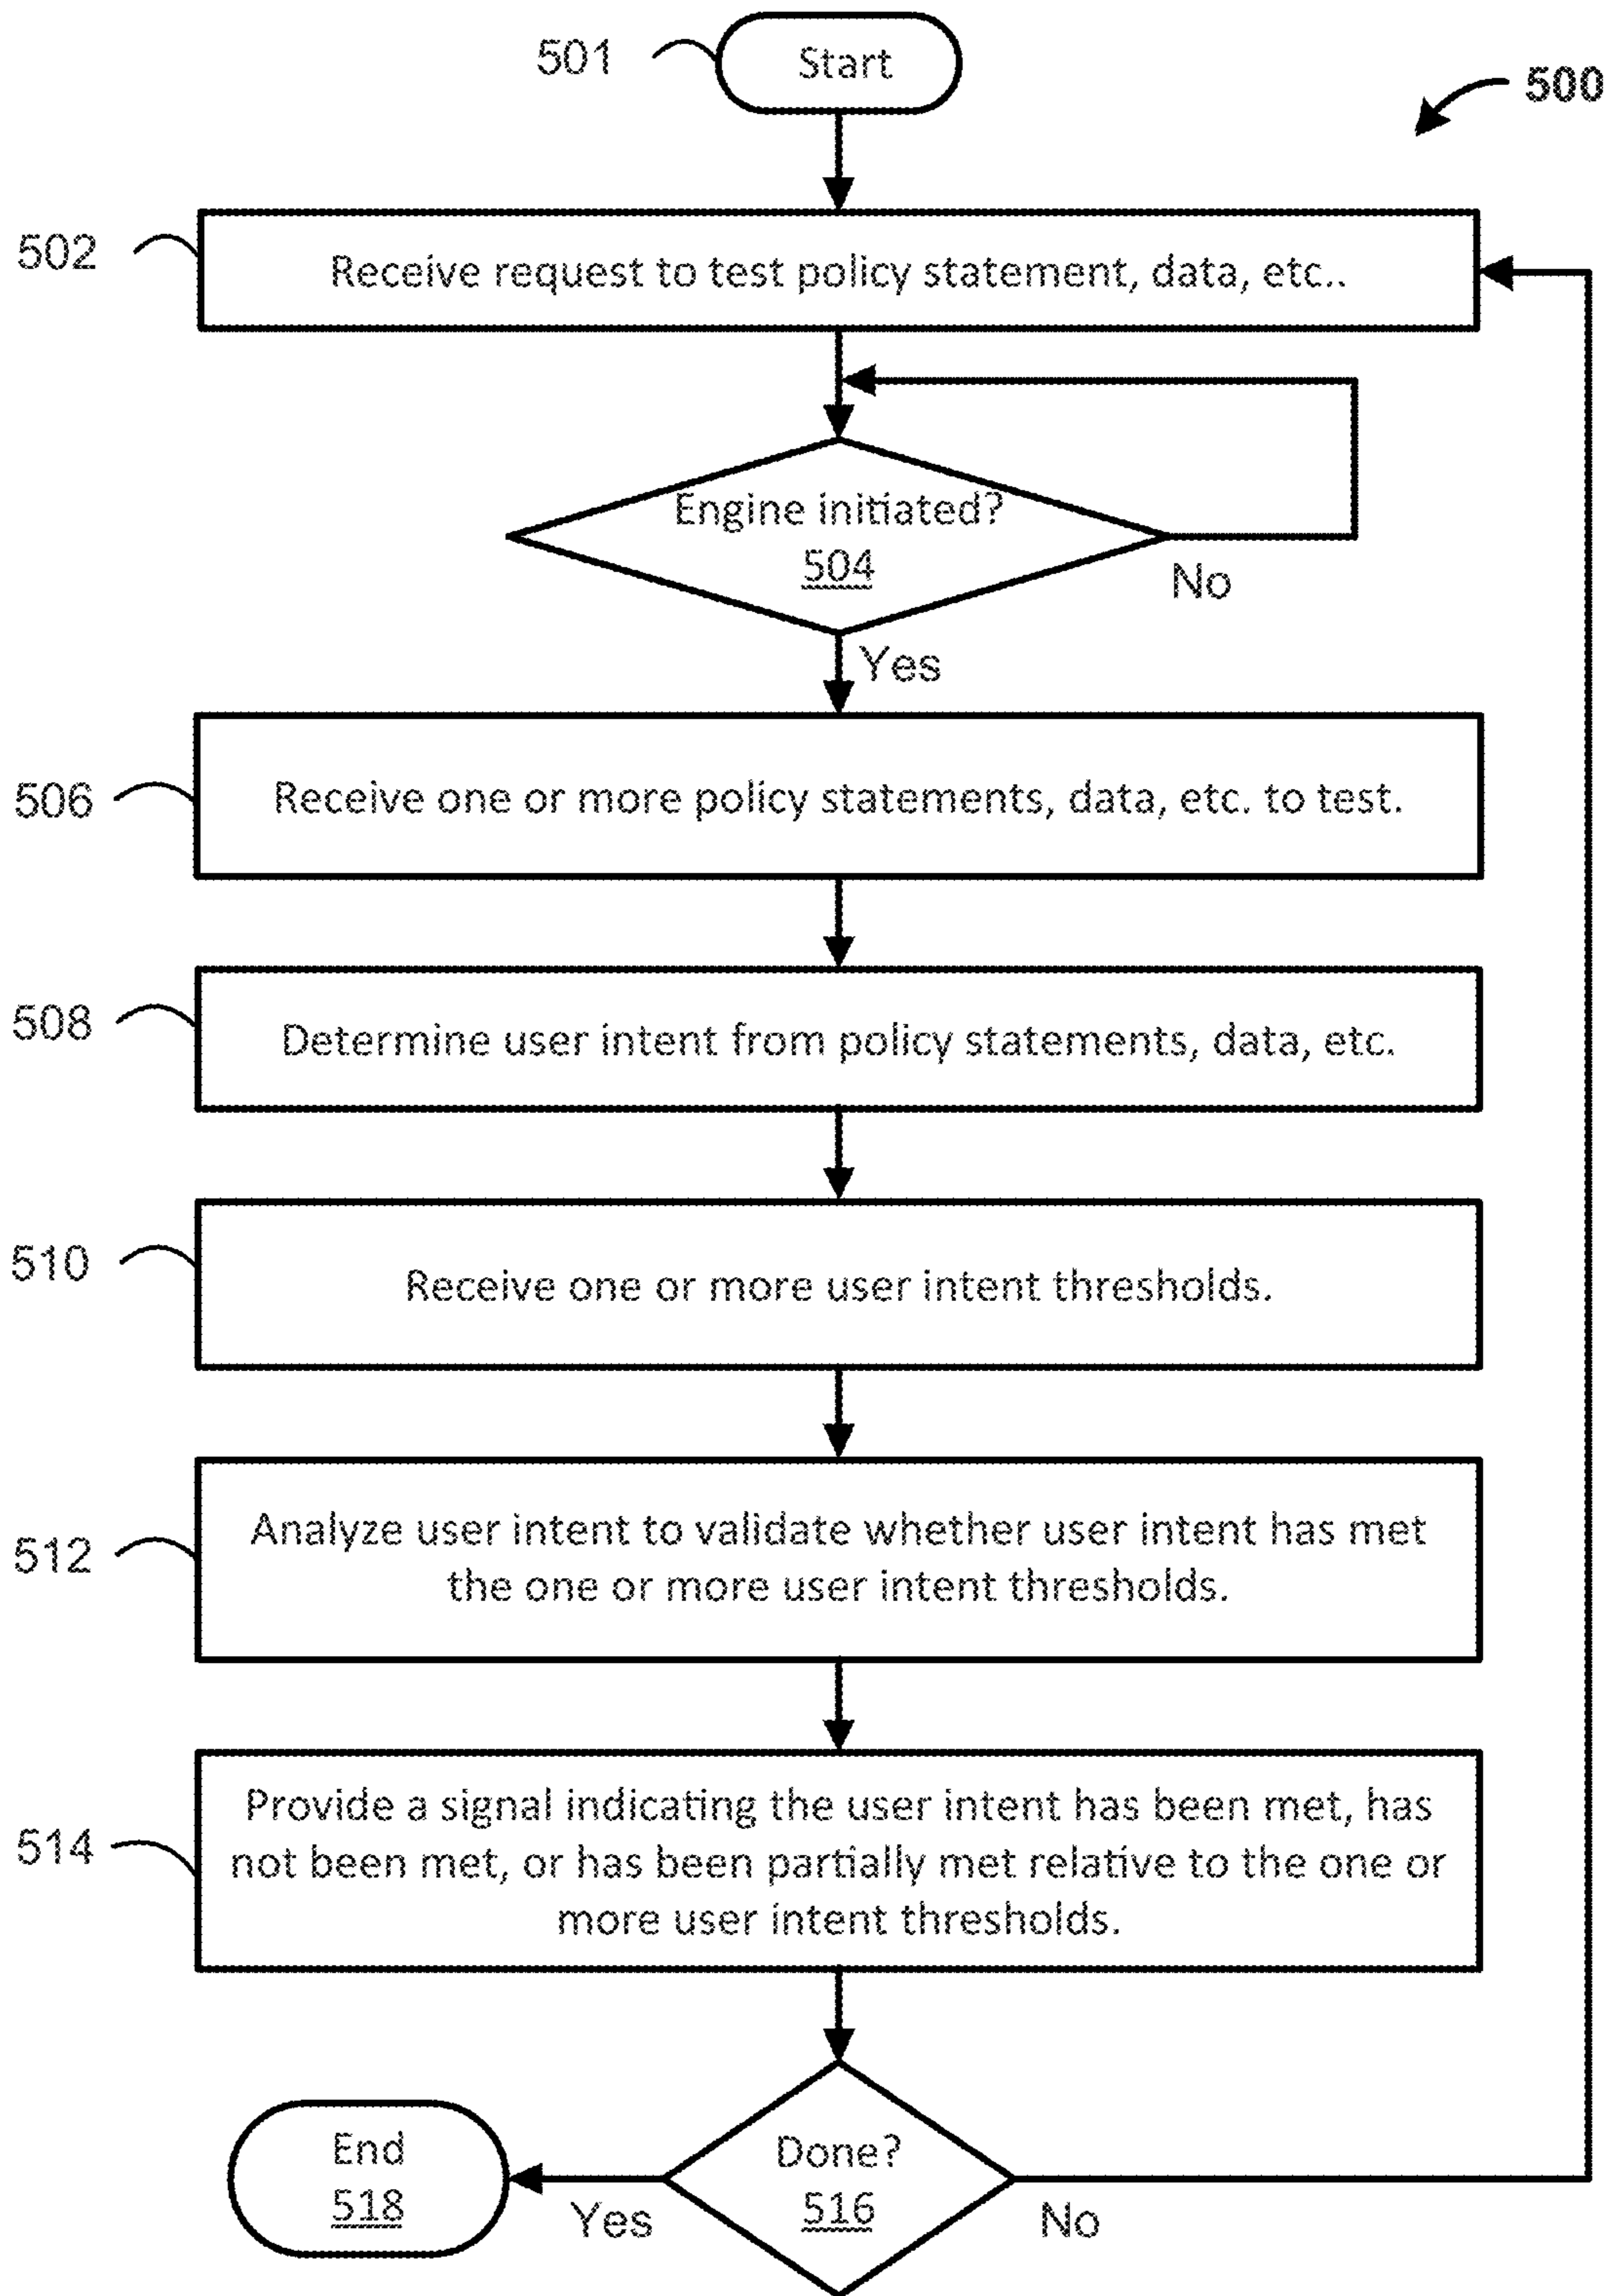 501
Start
500
502
Receive request to test policy statement, data, etc..
Engine initiated?
504
No
Yes
506
Receive one or more policy statements, data, etc. to test.
508
Determine user intent from policy statements, data, etc.
510
Receive one or more user intent thresholds.
512
Analyze user intent to validate whether user intent has met
the one or more user intent thresholds.
514
Provide a signal indicating the user intent has been met, has
not been met, or has been partially met relative to the one or
more user intent thresholds.
End
518
Yes
Done?
516
No